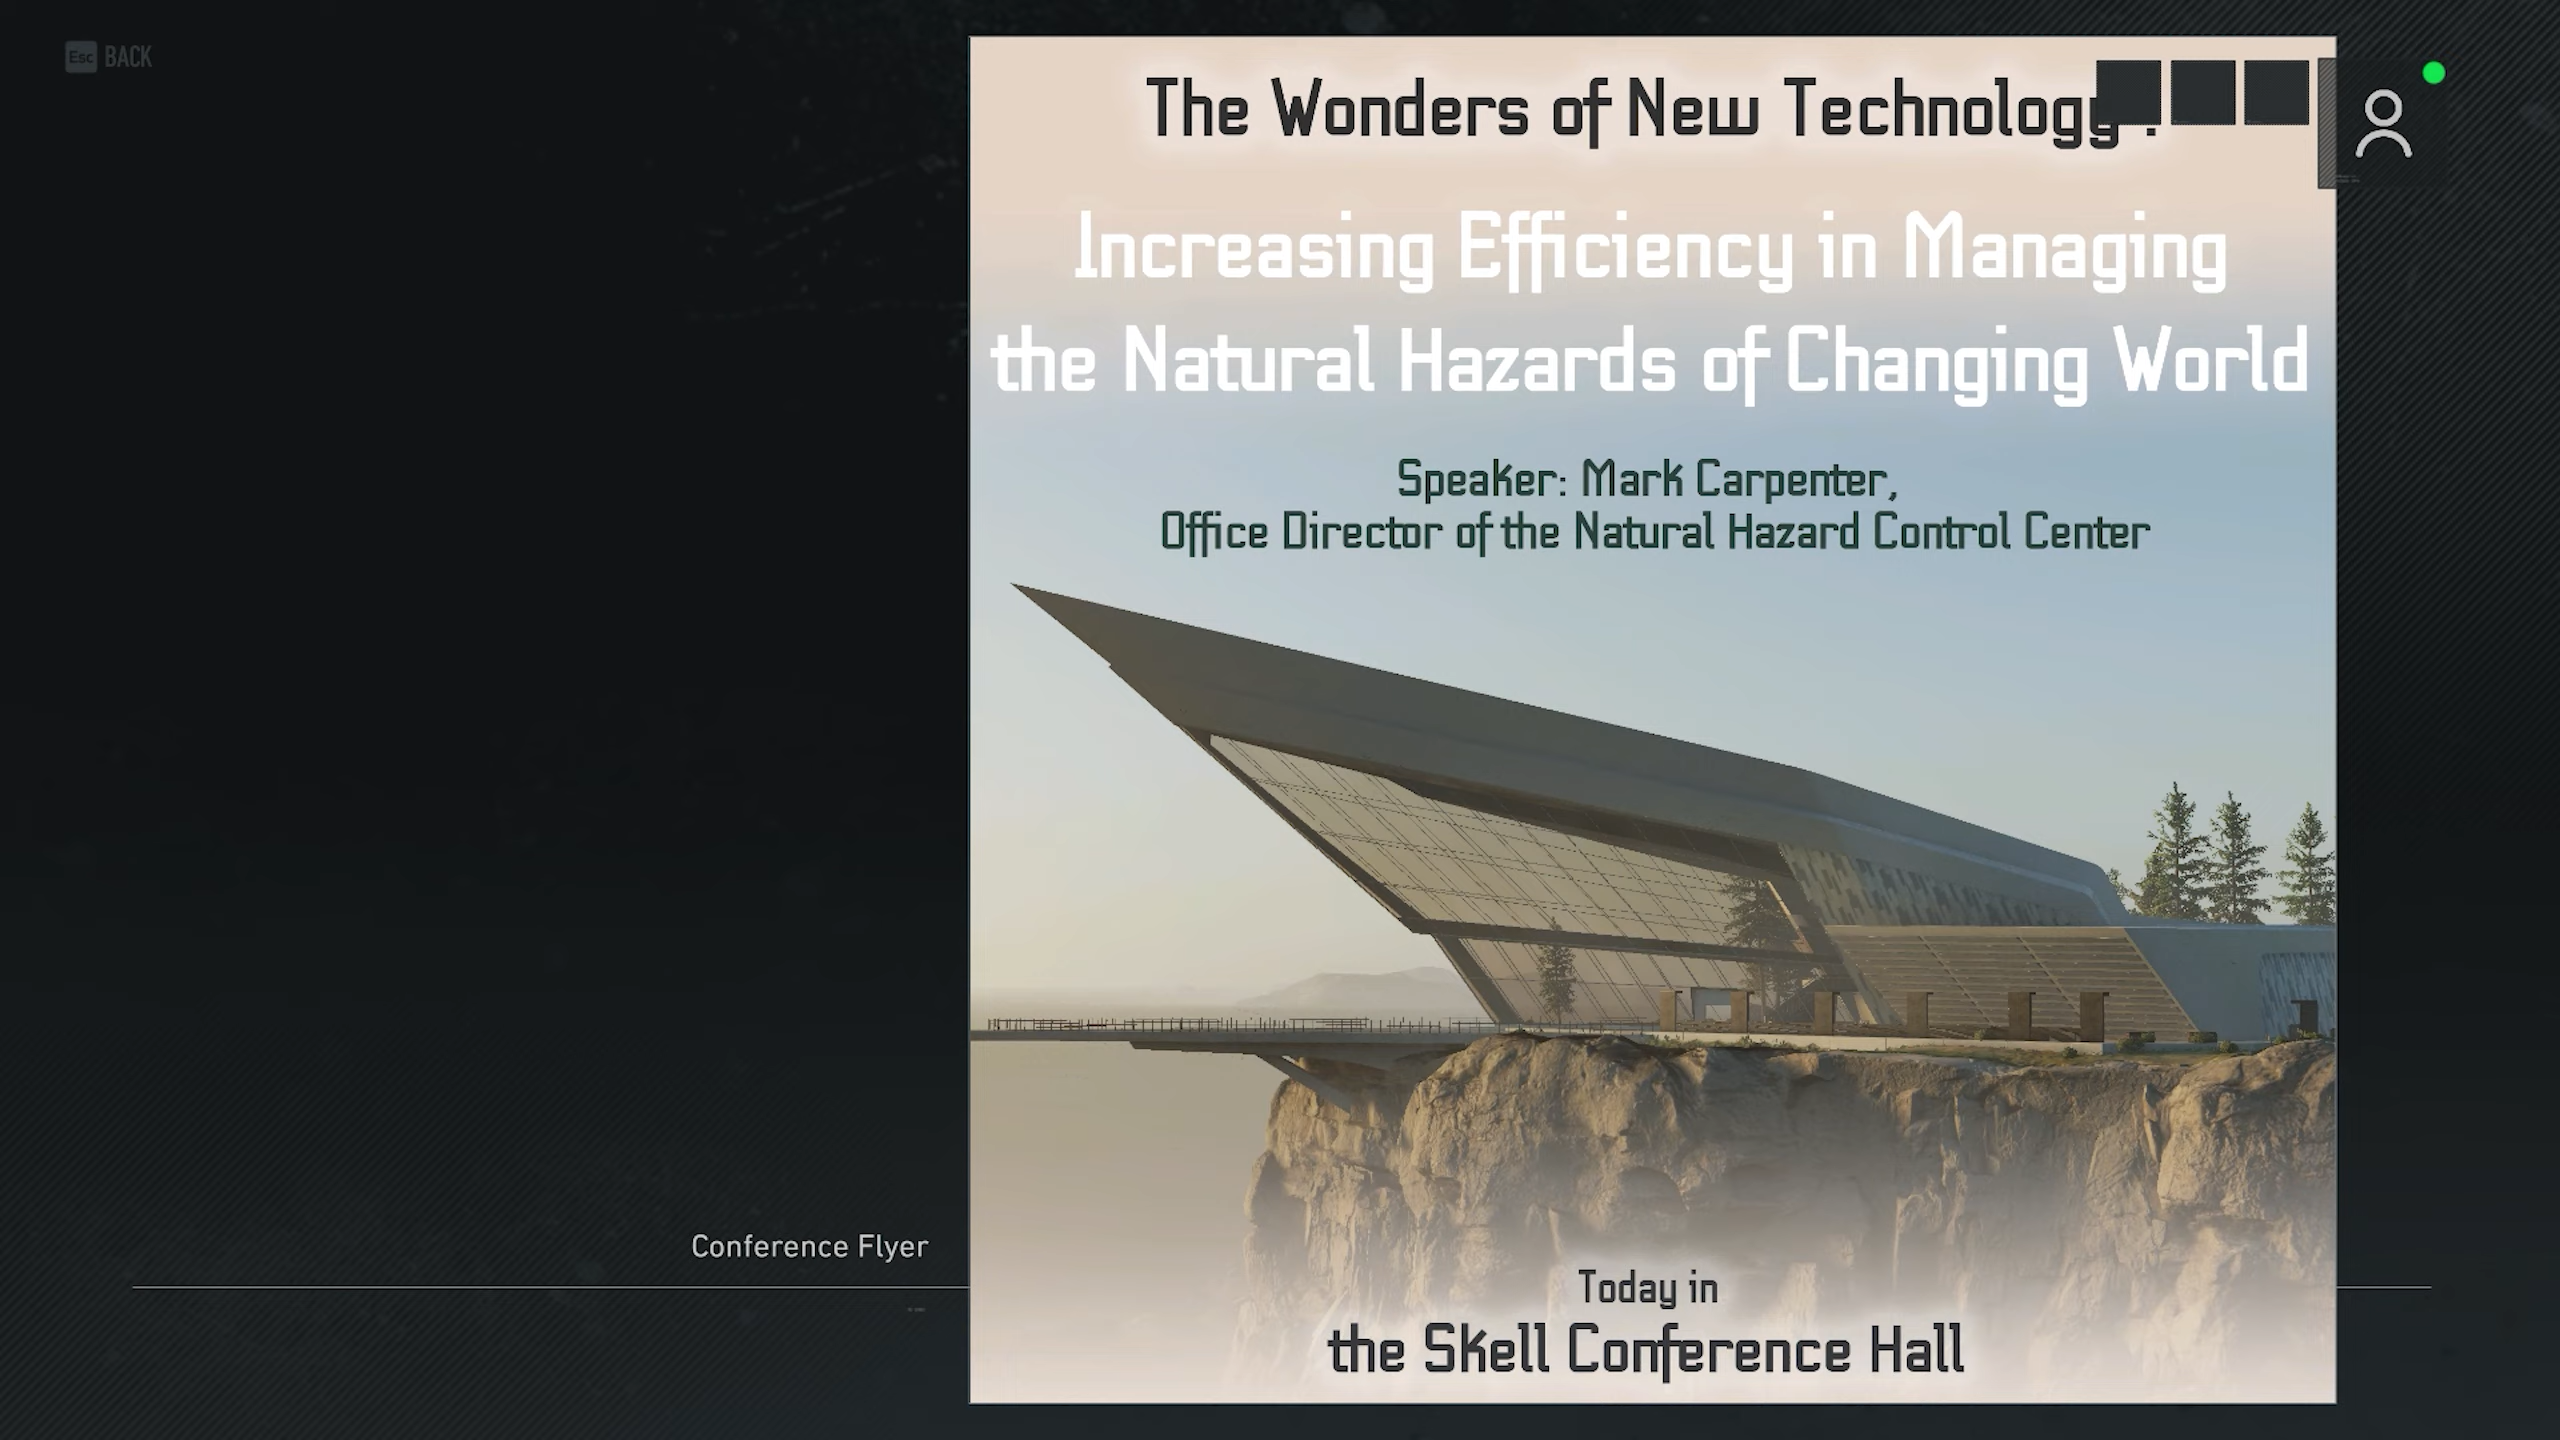 Esc BACK
The Wonders of New Technology :
Increasing Efficiency in Managing
the Natural Hazards of Changing World
Speaker: Mark Carpenter,
Office Director of the Natural Hazard Control Center
Conference Flyer
Today in
the Skell Conference Hall